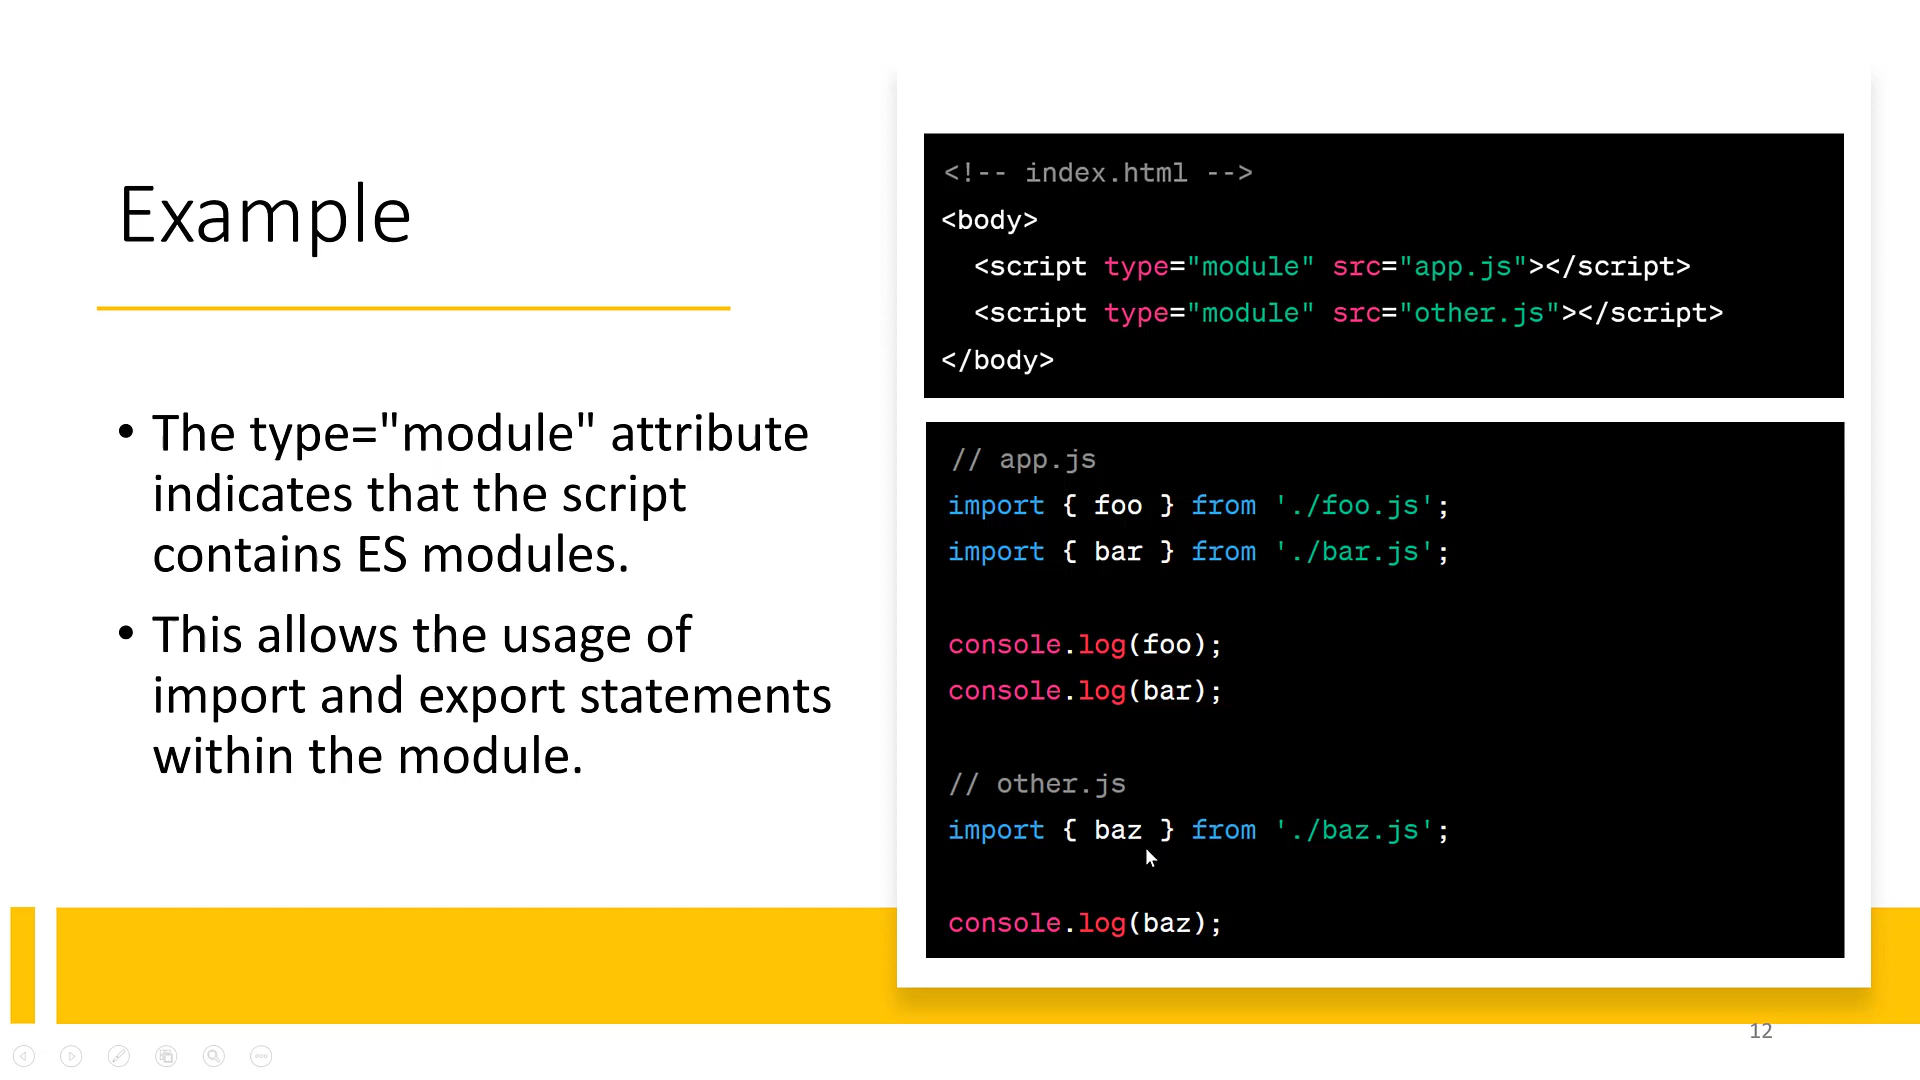 Example
• The type="module" attribute
indicates that the script
contains ES modules.
• This allows the usage of
import and export statements
within the module.
<!-- index.html -->
<body>
  <script type="module" src="app.js"></script>
  <script type="module" src="other.js"></script>
</body>
// app.js
import { foo } from './foo.js';
import { bar } from './bar.js';
console.log(foo);
console.log(bar);
// other.js
import { baz } from './baz.js';
console.log(baz);
12